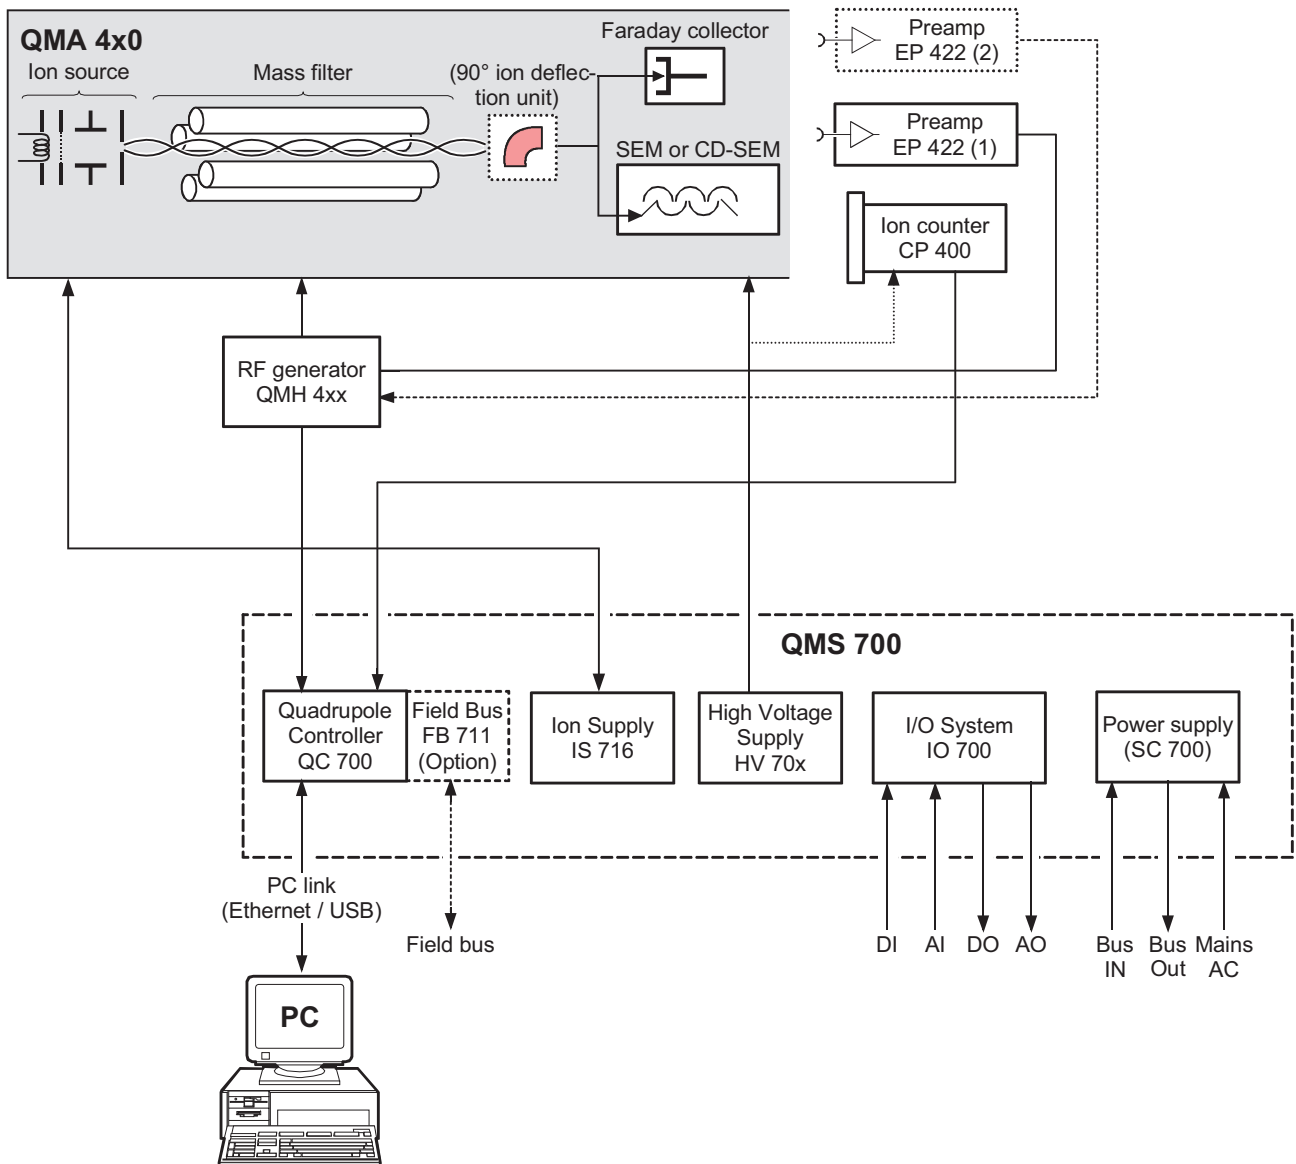 QMA 4x0
Ion source
Mass filter
(90° ion deflec-
tion unit)
Faraday collector
SEM or CD-SEM
Preamp
EP 422 (2)
Preamp
EP 422 (1)
Ion counter
CP 400
RF generator
QMH 4xx
QMS 700
Quadrupole
Controller
QC 700
Field Bus
FB 711
(Option)
Ion Supply
IS 716
High Voltage
Supply
HV 70x
I/O System
IO 700
Power supply
(SC 700)
PC link
(Ethernet / USB)
Field bus
DI
AI
DO
AO
Bus
IN
Bus
Out
Mains
AC
PC